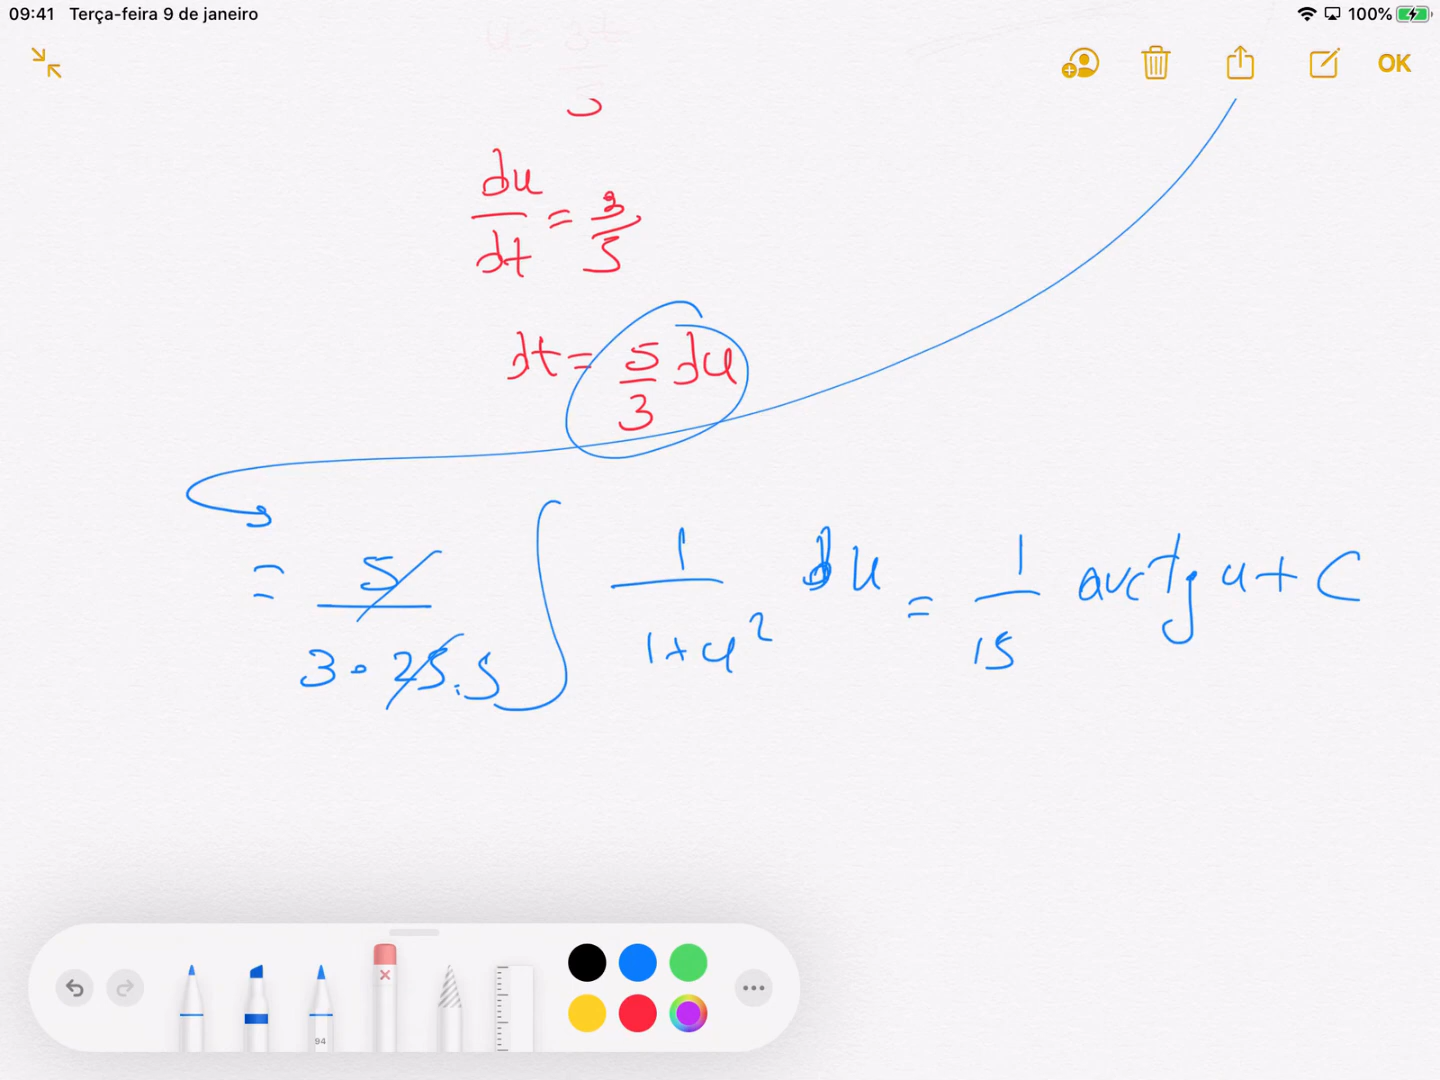 09:41 Terça-feira 9 de janeiro 100%
OK
du/dt = 3/5
dt = 5/3 du
= 5/(3 · 25.5) ∫ 1/(1+u²) du = 1/15 arctg u + C
94